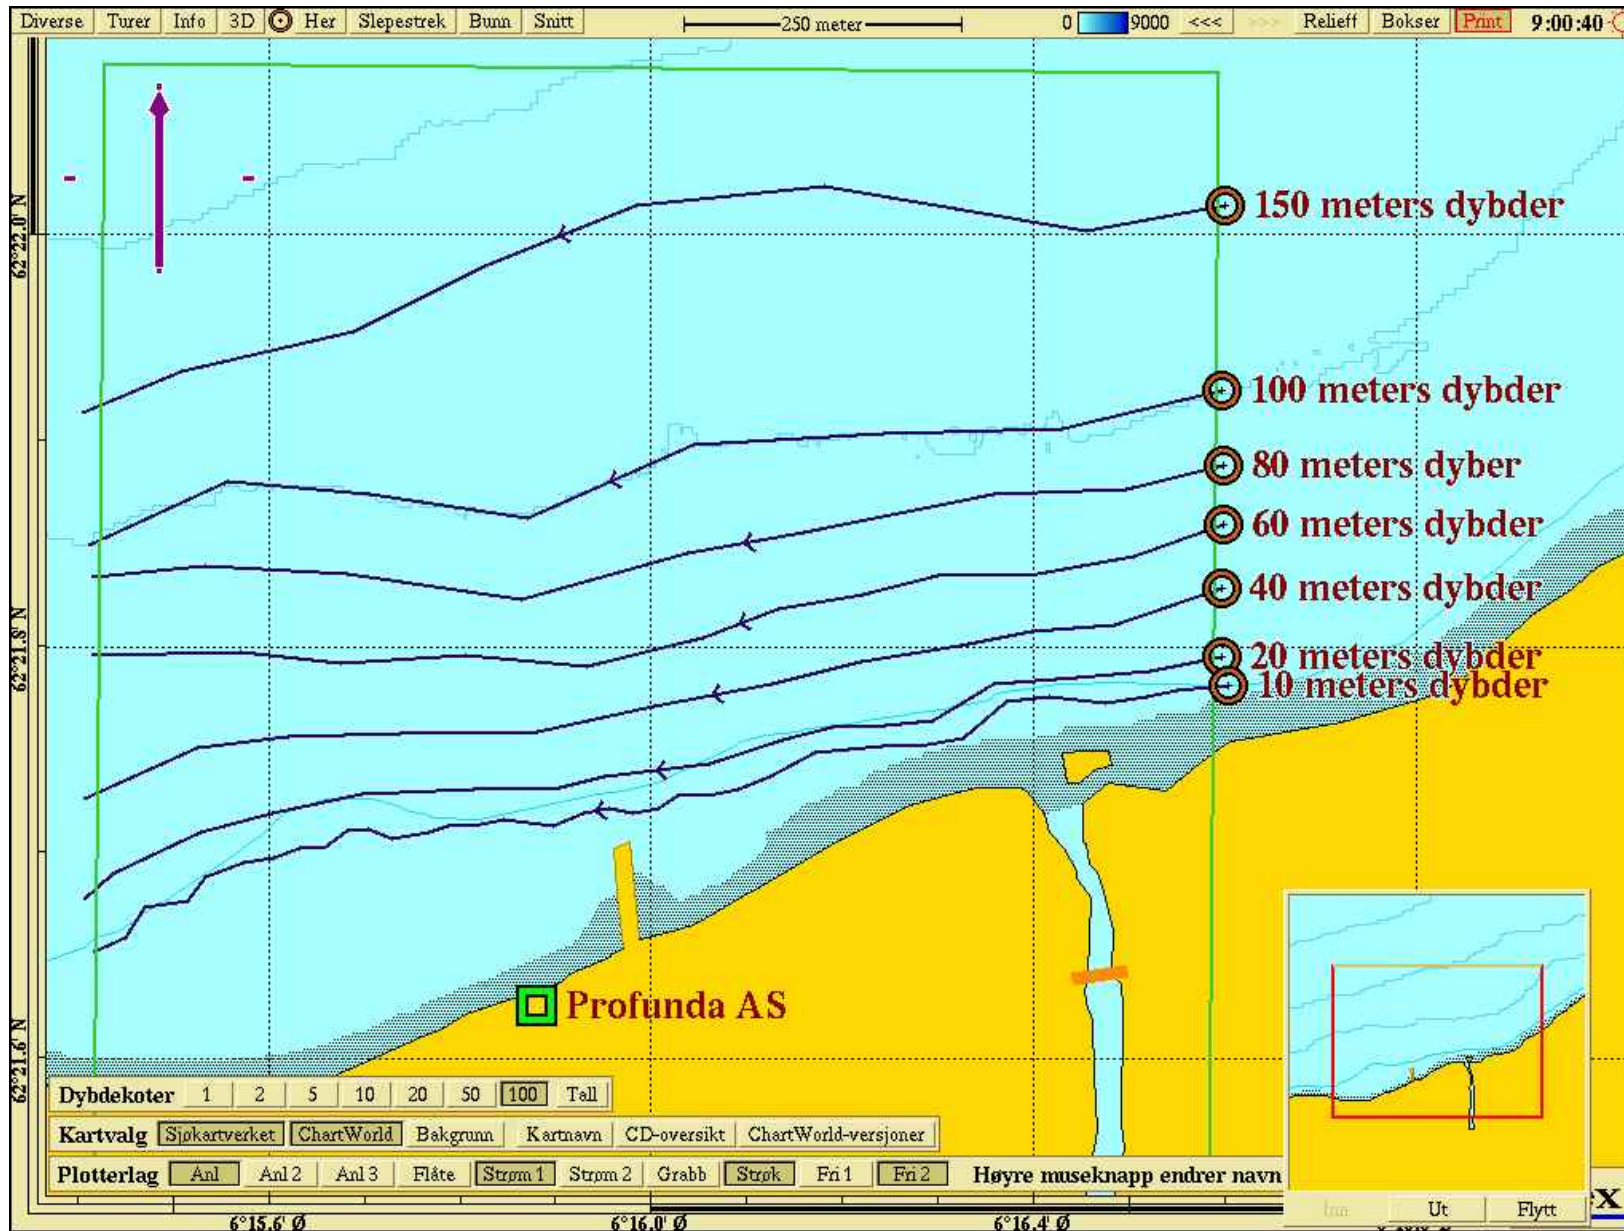 Diverse Turer Info 3D Her Slepestrek Bunn Snitt 250 meter 0 9000 <<< >>> Relieff Bokser Print 9:00:40
62°22.0' N
150 meters dybder
100 meters dybder
80 meters dyber
60 meters dybder
40 meters dybder
62°21.8' N
20 meters dybder
10 meters dybder
Profunda AS
62°21.6' N
Dybdekoter 1 2 5 10 20 50 100 Tall
Kartvalg Sjøkartverket ChartWorld Bakgrunn Kartnavn CD-oversikt ChartWorld-versjoner
Plotterlag Anl Anl 2 Anl 3 Flåte Strøm 1 Strøm 2 Grabb Strøk Fri 1 Fri 2 Høyre museknapp endrer navn
Inn Ut Flytt
6°15.6' Ø 6°16.0' Ø 6°16.4' Ø